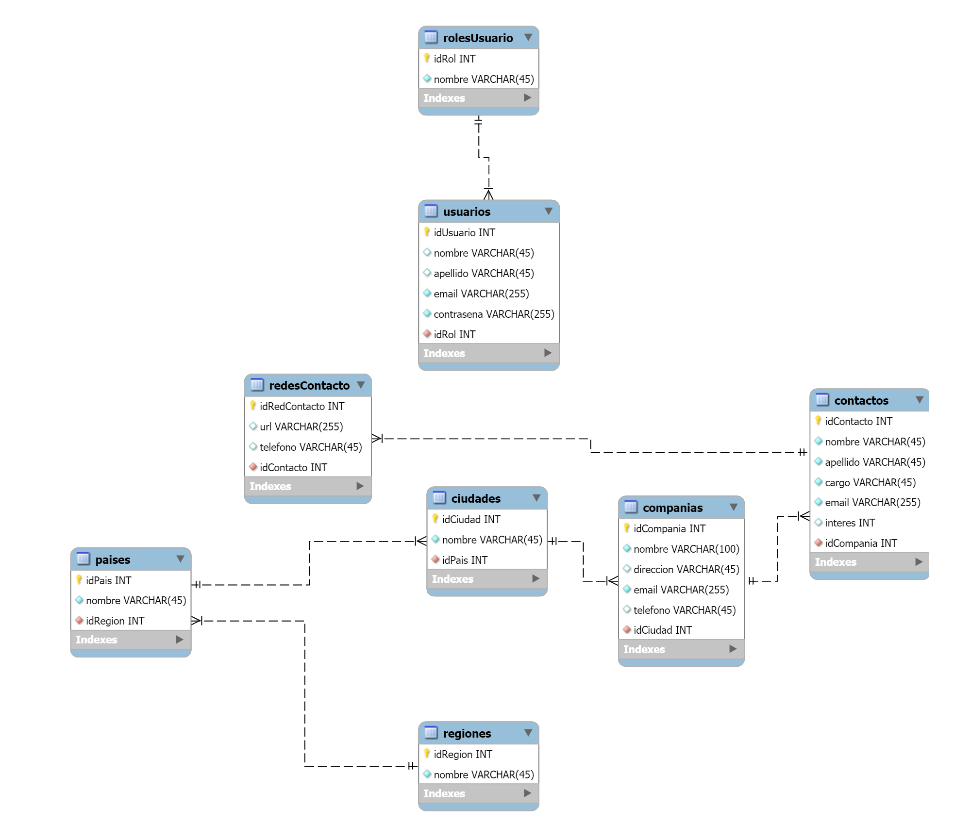 rolesUsuario
idRol INT
nombre VARCHAR(45)
Indexes
usuarios
idUsuario INT
nombre VARCHAR(45)
apellido VARCHAR(45)
email VARCHAR(255)
contrasena VARCHAR(255)
idRol INT
Indexes
redesContacto
idRedContacto INT
url VARCHAR(255)
telefono VARCHAR(45)
idContacto INT
Indexes
contactos
idContacto INT
nombre VARCHAR(45)
apellido VARCHAR(45)
cargo VARCHAR(45)
email VARCHAR(255)
interes INT
idCompania INT
Indexes
ciudades
idCiudad INT
nombre VARCHAR(45)
idPais INT
Indexes
companias
idCompania INT
nombre VARCHAR(100)
direccion VARCHAR(45)
email VARCHAR(255)
telefono VARCHAR(45)
idCiudad INT
Indexes
paises
idPais INT
nombre VARCHAR(45)
idRegion INT
Indexes
regiones
idRegion INT
nombre VARCHAR(45)
Indexes